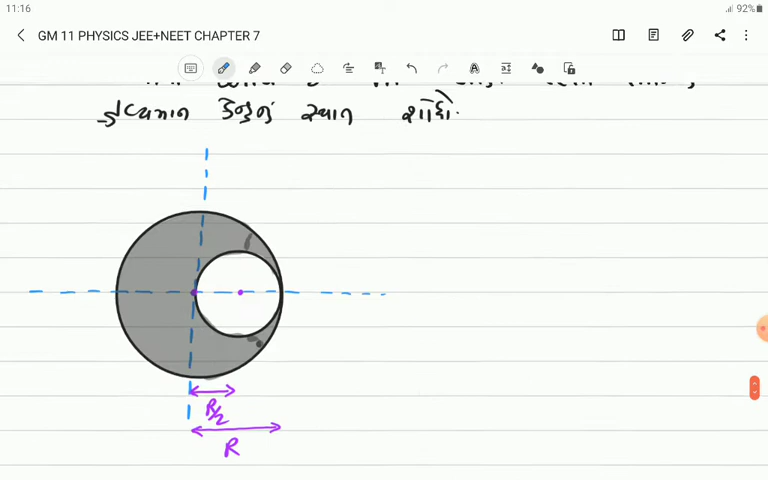 11:16
92%
GM 11 PHYSICS JEE+NEET CHAPTER 7
દ્રવ્યમાન કેન્દ્રનું સ્થાન શોધો.
R/2
R